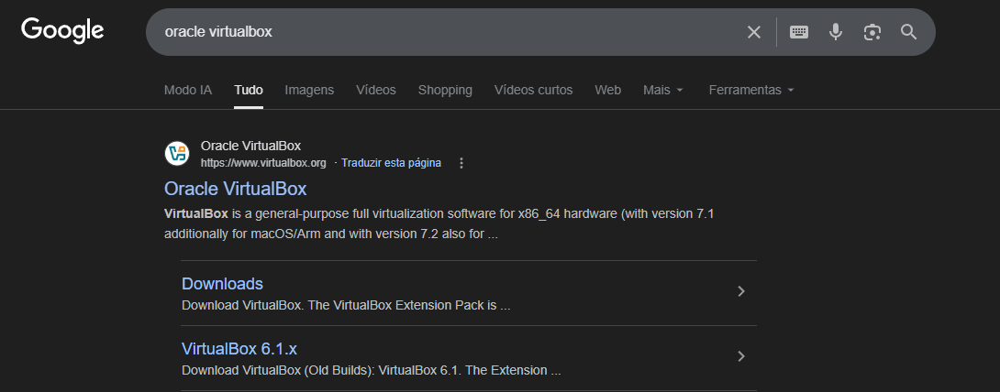 Google
oracle virtualbox
Modo IA Tudo Imagens Vídeos Shopping Vídeos curtos Web Mais Ferramentas
Oracle VirtualBox
https://www.virtualbox.org · Traduzir esta página
Oracle VirtualBox
VirtualBox is a general-purpose full virtualization software for x86_64 hardware (with version 7.1
additionally for macOS/Arm and with version 7.2 also for ...
Downloads
Download VirtualBox. The VirtualBox Extension Pack is ...
VirtualBox 6.1.x
Download VirtualBox (Old Builds): VirtualBox 6.1. The Extension ...